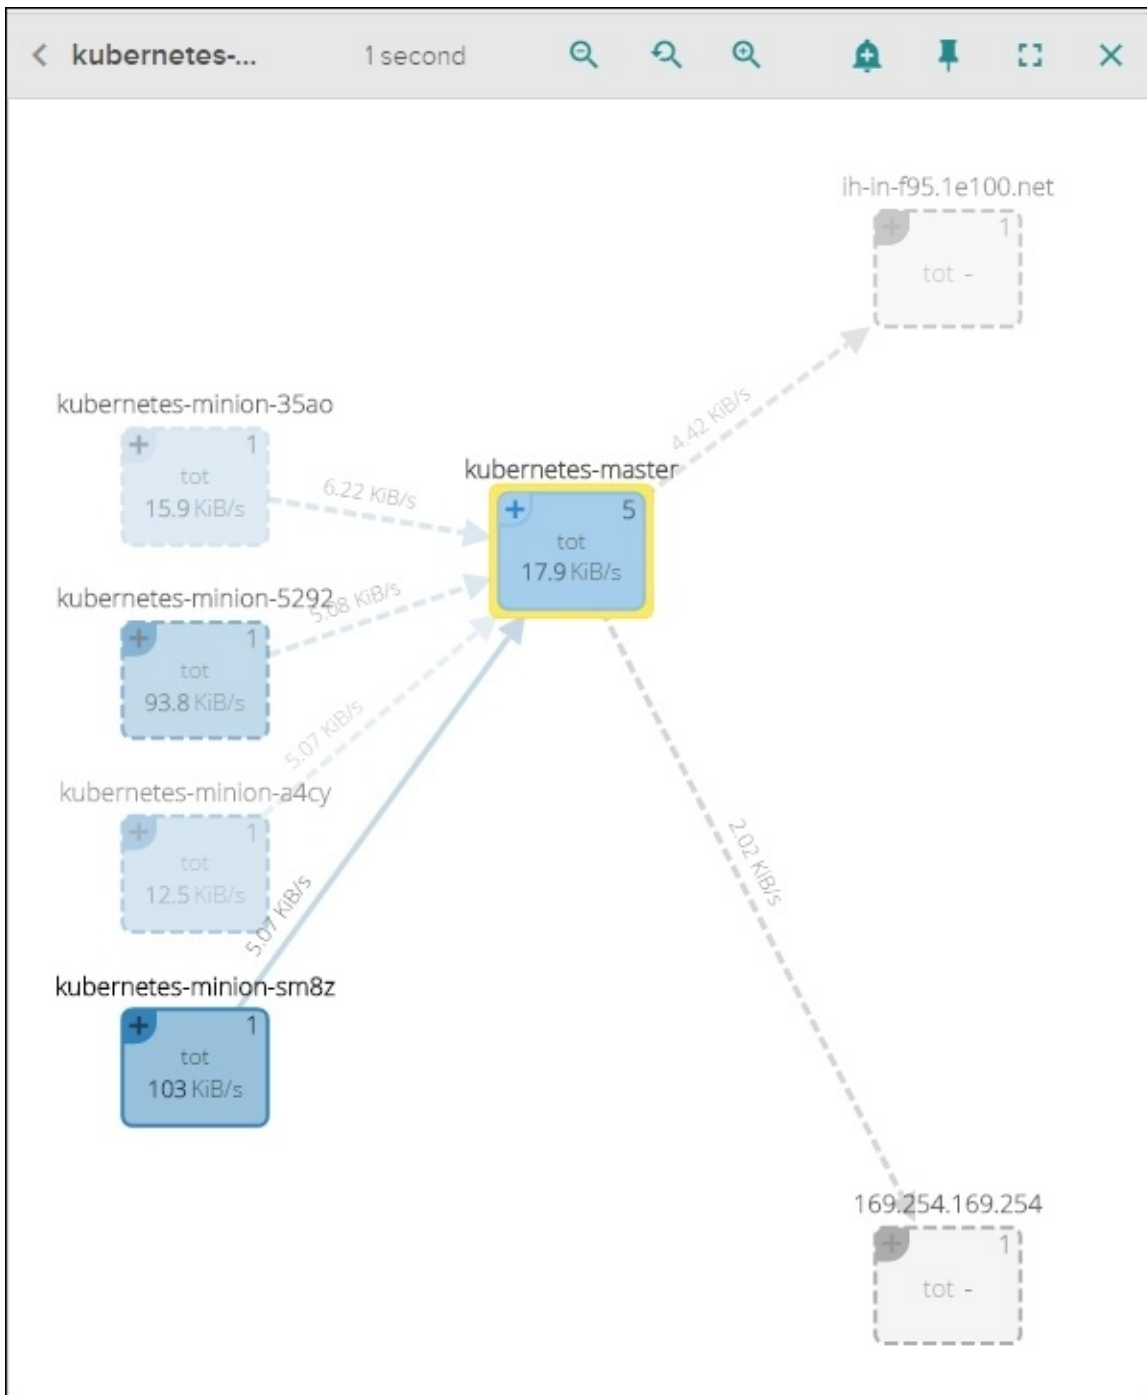 kubernetes-...
1 second
ih-in-f95.1e100.net
1
tot -
4.42 KiB/s
kubernetes-minion-35ao
1
tot
15.9 KiB/s
6.22 KiB/s
kubernetes-master
5
tot
17.9 KiB/s
kubernetes-minion-5292
5.08 KiB/s
1
tot
93.8 KiB/s
5.07 KiB/s
kubernetes-minion-a4cy
1
tot
12.5 KiB/s
2.02 KiB/s
5.07 KiB/s
kubernetes-minion-sm8z
1
tot
103 KiB/s
169.254.169.254
1
tot -